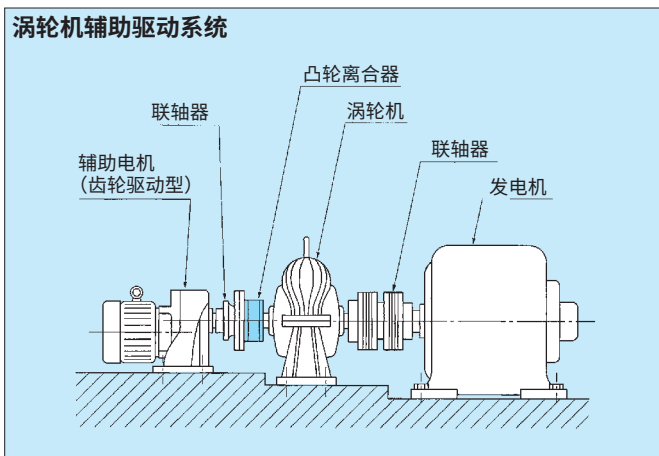 涡轮机辅助驱动系统
凸轮离合器
联轴器
涡轮机
联轴器
辅助电机
（齿轮驱动型）
发电机